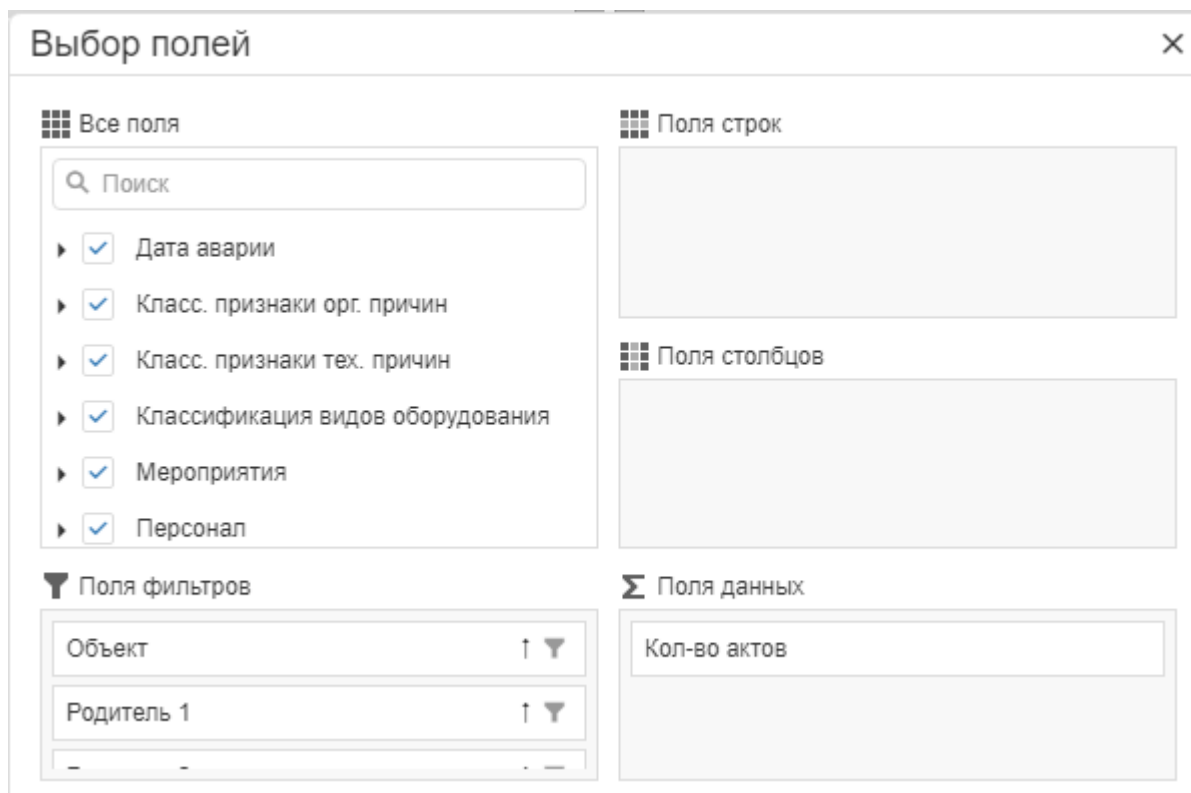 Выбор полей
Все поля
Поиск
Дата аварии
Класс. признаки орг. причин
Класс. признаки тех. причин
Классификация видов оборудования
Мероприятия
Персонал
Поля строк
Поля столбцов
Поля фильтров
Объект
Родитель 1
Σ Поля данных
Кол-во актов